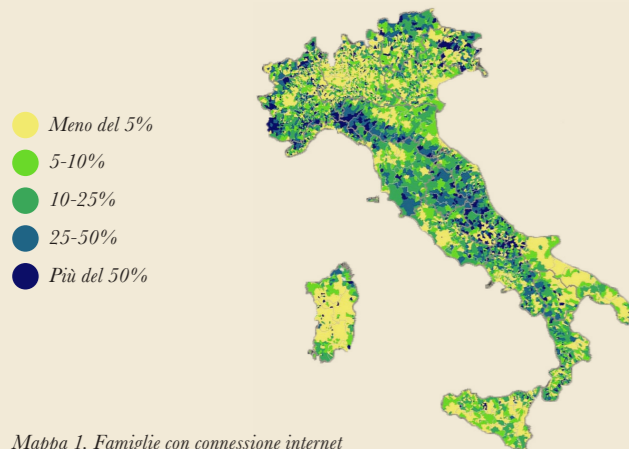 Meno del 5%
5-10%
10-25%
25-50%
Più del 50%
Mappa 1. Famiglie con connessione internet